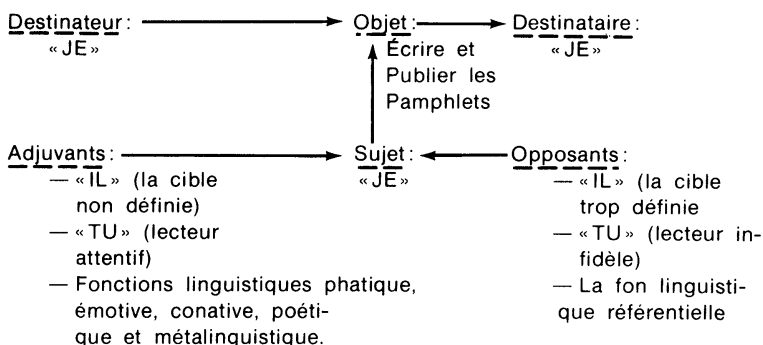 Destinateur: Objet: Destinataire:
«JE» Écrire et «JE»
Publier les
Pamphlets
Adjuvants: Sujet: Opposants:
— «IL» (la cible «JE» — «IL» (la cible
non définie) trop définie
— «TU» (lecteur — «TU» (lecteur in-
attentif) fidèle)
— Fonctions linguistiques phatique, — La fon linguisti-
émotive, conative, poéti- que référentielle
que et métalinguistique.